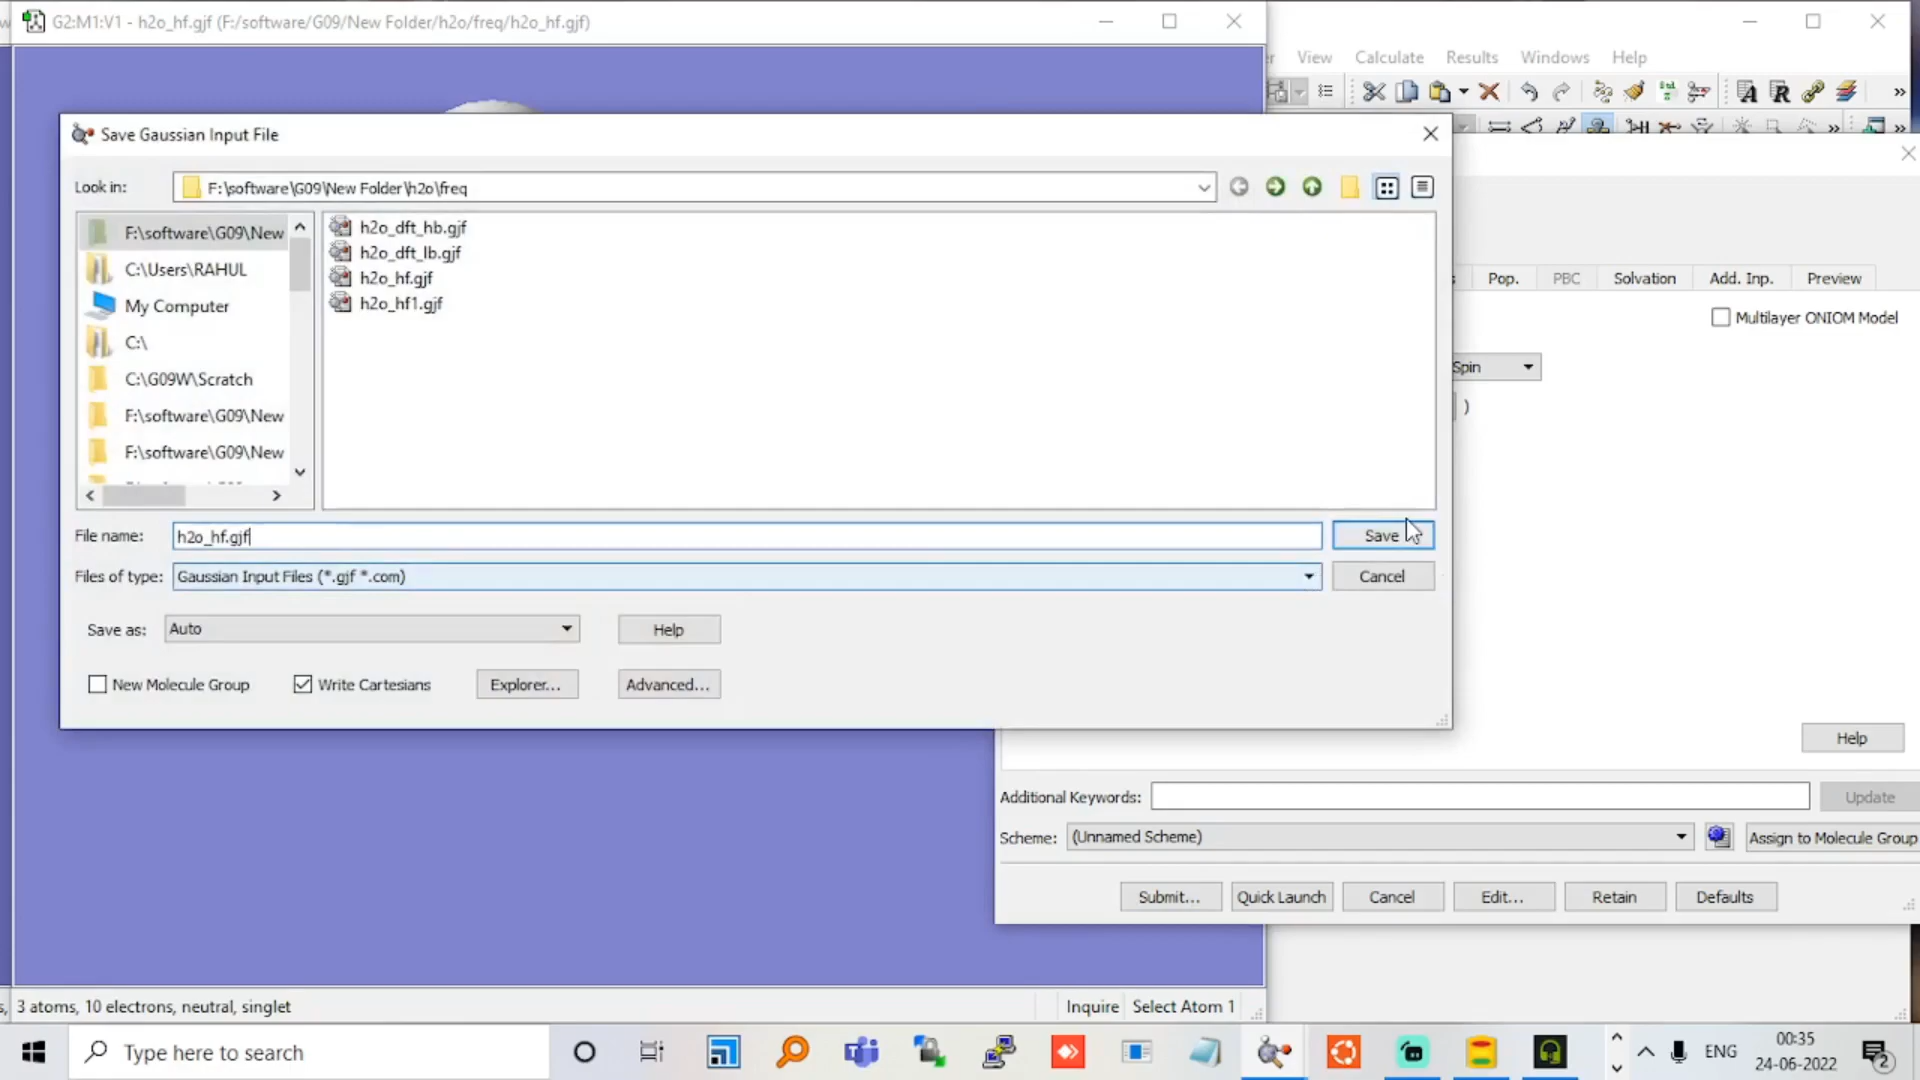 G2:M1:V1 - h2o_hf.gjf (F:/software/G09/New Folder/h2o/freq/h2o_hf.gjf)
View Calculate Results Windows Help
Save Gaussian Input File
Look in: F:\software\G09\New Folder\h2o\freq
F:\software\G09\New
C:\Users\RAHUL
My Computer
C:\
C:\G09W\Scratch
F:\software\G09\New
F:\software\G09\New
h2o_dft_hb.gjf
h2o_dft_lb.gjf
h2o_hf.gjf
h2o_hf1.gjf
Pop. PBC Solvation Add. Inp. Preview
Multilayer ONIOM Model
Spin
)
File name: h2o_hf.gjf Save
Files of type: Gaussian Input Files (*.gjf *.com) Cancel
Save as: Auto Help
New Molecule Group Write Cartesians Explorer... Advanced...
Help
Additional Keywords: Update
Scheme: (Unnamed Scheme) Assign to Molecule Group
Submit... Quick Launch Cancel Edit... Retain Defaults
3 atoms, 10 electrons, neutral, singlet Inquire Select Atom 1
Type here to search ENG 00:35
24-06-2022 2